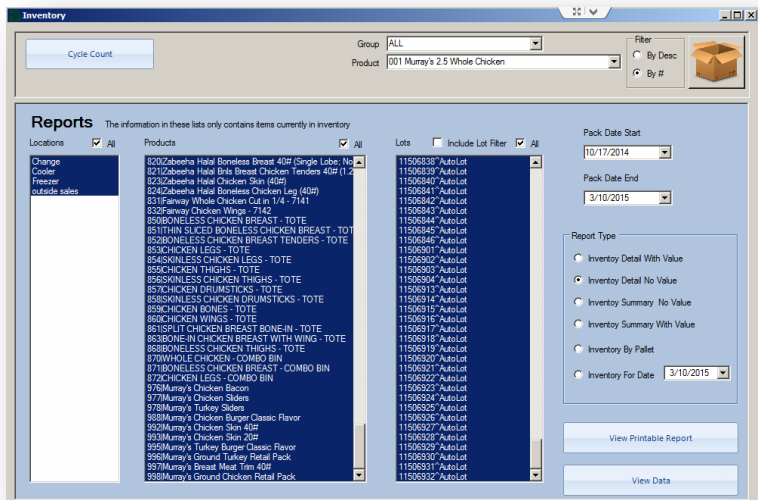 Inventory
Cycle Count
Group ALL
Product 001 Murray's 2.5 Whole Chicken
Filter
By Desc
By #
Reports The information in these lists only contains items currently in inventory
Locations All
Change
Cooler
Freezer
outside sales
Products All
820|Zabeeha Halal Boneless Breast 40# (Single Lobe; No
821|Zabeeha Halal Bnls Breast Chicken Tenders 40# (1.2
823|Zabeeha Halal Chicken Skin (40#)
824|Zabeeha Halal Boneless Chicken Leg (40#)
831|Fairway Whole Chicken Cut in 1/4 - 7141
832|Fairway Chicken Wings - 7142
850|BONELESS CHICKEN BREAST - TOTE
851|THIN SLICED BONELESS CHICKEN BREAST - TOT
852|BONELESS CHICKEN BREAST TENDERS - TOTE
853|CHICKEN LEGS - TOTE
854|SKINLESS CHICKEN LEGS - TOTE
855|CHICKEN THIGHS - TOTE
856|SKINLESS CHICKEN THIGHS - TOTE
857|CHICKEN DRUMSTICKS - TOTE
858|SKINLESS CHICKEN DRUMSTICKS - TOTE
859|CHICKEN BONES - TOTE
860|CHICKEN WINGS - TOTE
861|SPLIT CHICKEN BREAST BONE-IN - TOTE
863|BONE-IN CHICKEN BREAST WITH WING - TOTE
868|BONELESS CHICKEN THIGHS - TOTE
870|WHOLE CHICKEN - COMBO BIN
871|BONELESS CHICKEN BREAST - COMBO BIN
872|CHICKEN LEGS - COMBO BIN
976|Murray's Chicken Bacon
977|Murray's Chicken Sliders
978|Murray's Turkey Sliders
988|Murray's Chicken Burger Classic Flavor
992|Murray's Chicken Skin 40#
993|Murray's Chicken Skin 20#
995|Murray's Turkey Burger Classic Flavor
996|Murray's Ground Turkey Retail Pack
997|Murray's Breast Meat Trim 40#
998|Murray's Ground Chicken Retail Pack
Lots Include Lot Filter All
11506838^AutoLot
11506839^AutoLot
11506840^AutoLot
11506841^AutoLot
11506842^AutoLot
11506843^AutoLot
11506844^AutoLot
11506845^AutoLot
11506846^AutoLot
11506901^AutoLot
11506902^AutoLot
11506903^AutoLot
11506904^AutoLot
11506913^AutoLot
11506914^AutoLot
11506915^AutoLot
11506916^AutoLot
11506917^AutoLot
11506918^AutoLot
11506919^AutoLot
11506920^AutoLot
11506921^AutoLot
11506922^AutoLot
11506923^AutoLot
11506924^AutoLot
11506925^AutoLot
11506926^AutoLot
11506927^AutoLot
11506928^AutoLot
11506929^AutoLot
11506930^AutoLot
11506931^AutoLot
11506932^AutoLot
Pack Date Start
10/17/2014
Pack Date End
3/10/2015
Report Type
Inventoy Detail With Value
Inventoy Detail No Value
Inventoy Summary No Value
Inventoy Summary With Value
Inventory By Pallet
Inventory For Date 3/10/2015
View Printable Report
View Data